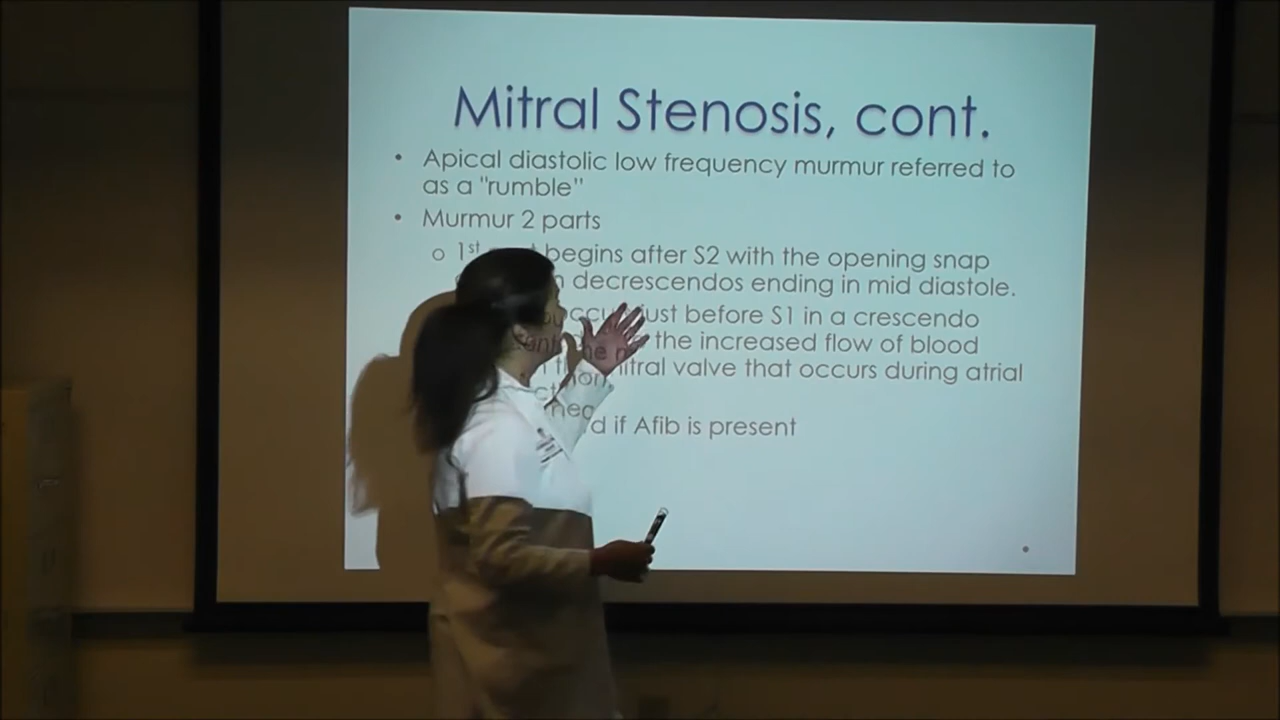 Mitral Stenosis, cont.
• Apical diastolic low frequency murmur referred to
as a "rumble"
• Murmur 2 parts
o 1st begins after S2 with the opening snap
decrescendos ending in mid diastole.
just before S1 in a crescendo
the increased flow of blood
mitral valve that occurs during atrial
if Afib is present